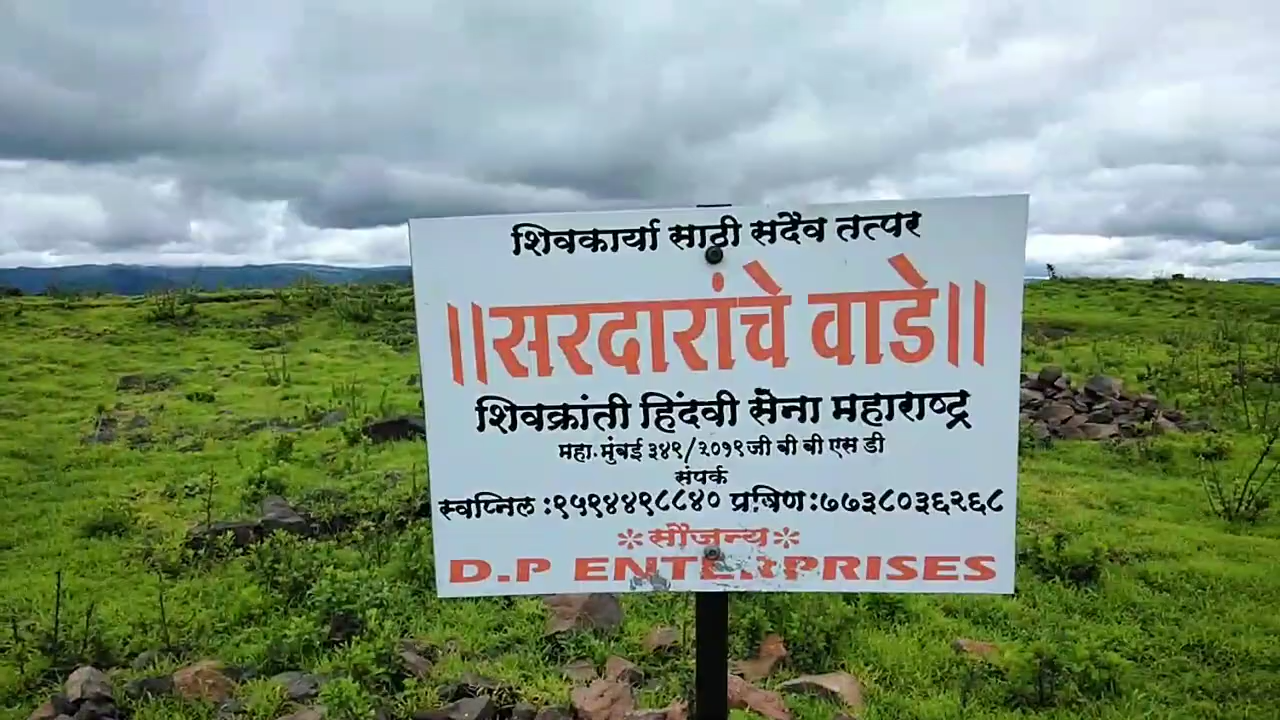 शिवकार्या साठी सदैव तत्पर
||सरदारांचे वाडे||
शिवक्रांती हिंदवी सेना महाराष्ट्र
महा. मुंबई ३४९/२०१९ जी बी बी एस डी
संपर्क
स्वप्निल :९५९४४९८८४० प्रविण:७७३८०३६२६८
*सौजन्य*
D.P ENTERPRISES